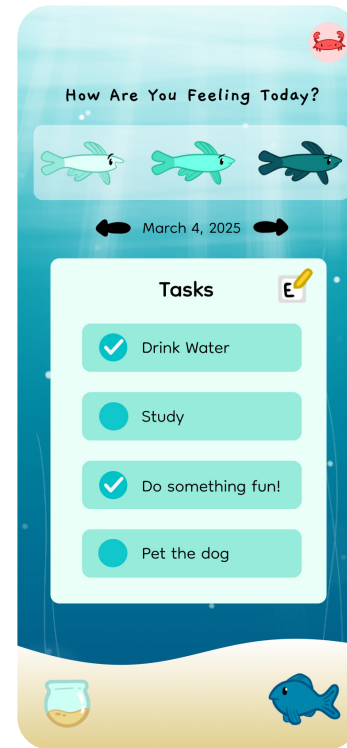 How Are You Feeling Today?
March 4, 2025
Tasks
E
Drink Water
Study
Do something fun!
Pet the dog